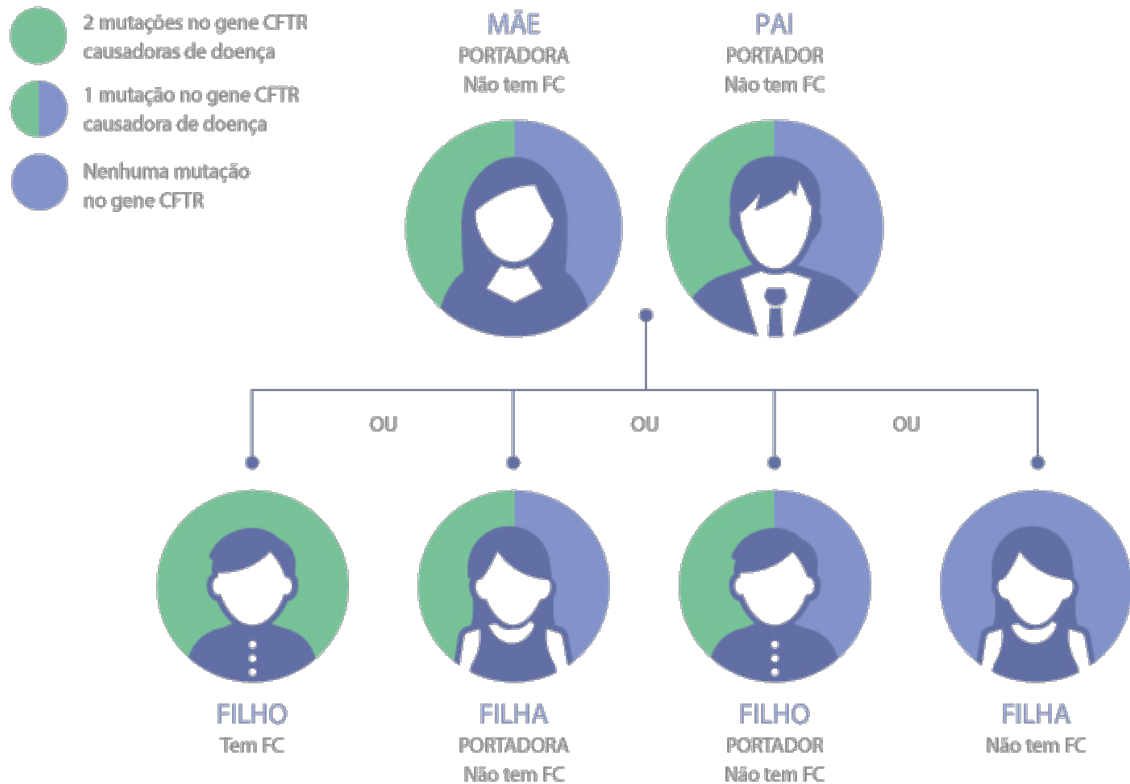 2 mutações no gene CFTR
causadoras de doença
1 mutação no gene CFTR
causadora de doença
Nenhuma mutação
no gene CFTR
MÃE
PORTADORA
Não tem FC
PAI
PORTADOR
Não tem FC
OU
OU
OU
FILHO
Tem FC
FILHA
PORTADORA
Não tem FC
FILHO
PORTADOR
Não tem FC
FILHA
Não tem FC